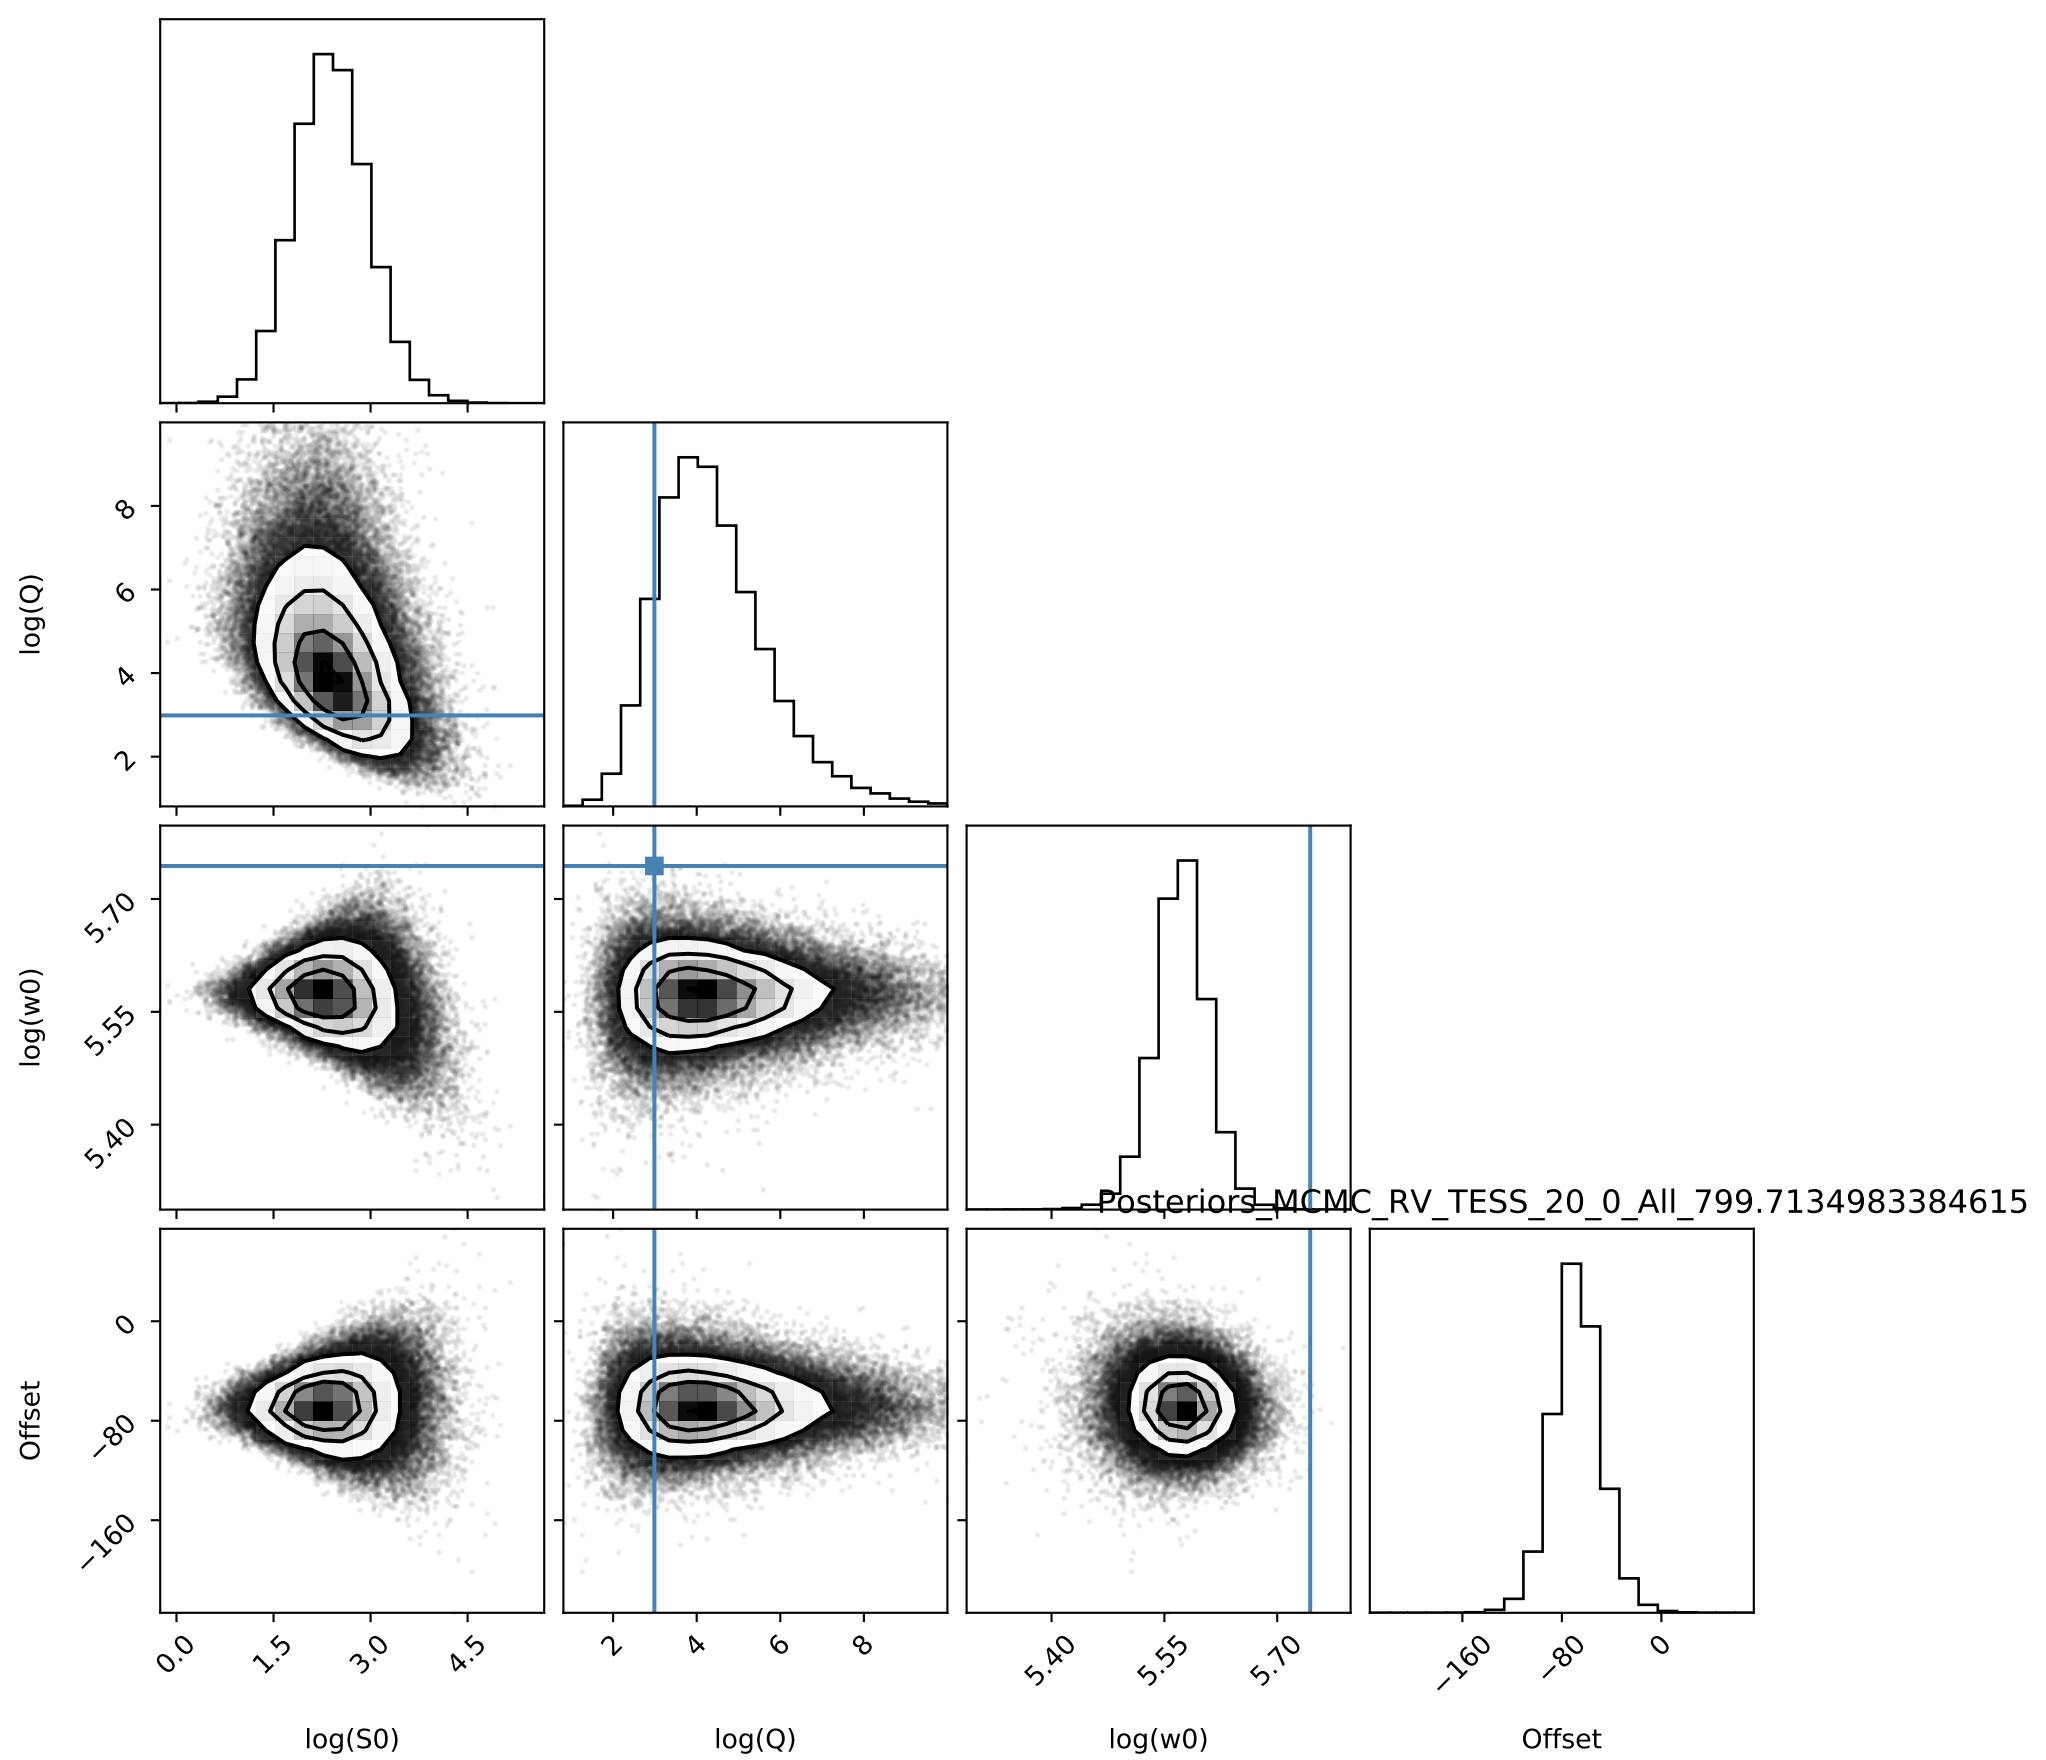 log(Q)
8
6
4
2
log(w0)
5.70
5.55
5.40
Posteriors_MCMC_RV_TESS_20_0_All_799.7134983384615
Offset
0
−80
−160
0.0 1.5 3.0 4.5 2 4 6 8 5.40 5.55 5.70 −160 −80 0
log(S0) log(Q) log(w0) Offset